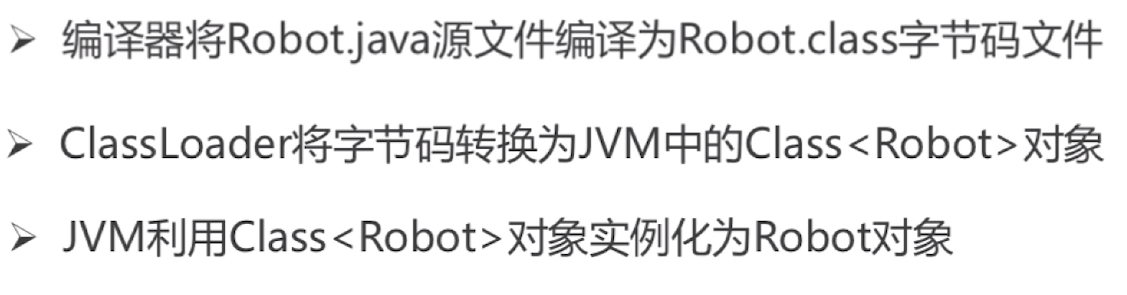 ➢ 编译器将Robot.java源文件编译为Robot.class字节码文件
➢ ClassLoader将字节码转换为JVM中的Class<Robot>对象
➢ JVM利用Class<Robot>对象实例化为Robot对象